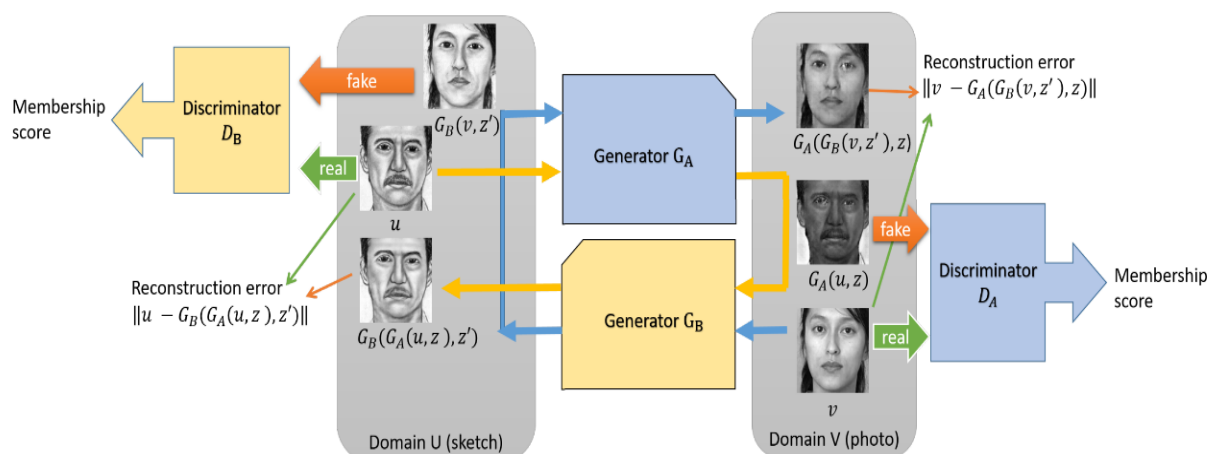 Membership
score
Discriminator
D_B
fake
real
G_B(v, z′)
u
G_B(G_A(u, z), z′)
Reconstruction error
‖u − G_B(G_A(u, z), z′)‖
Domain U (sketch)
Generator G_A
Generator G_B
G_A(G_B(v, z′), z)
G_A(u, z)
v
Domain V (photo)
Reconstruction error
‖v − G_A(G_B(v, z′), z)‖
fake
real
Discriminator
D_A
Membership
score